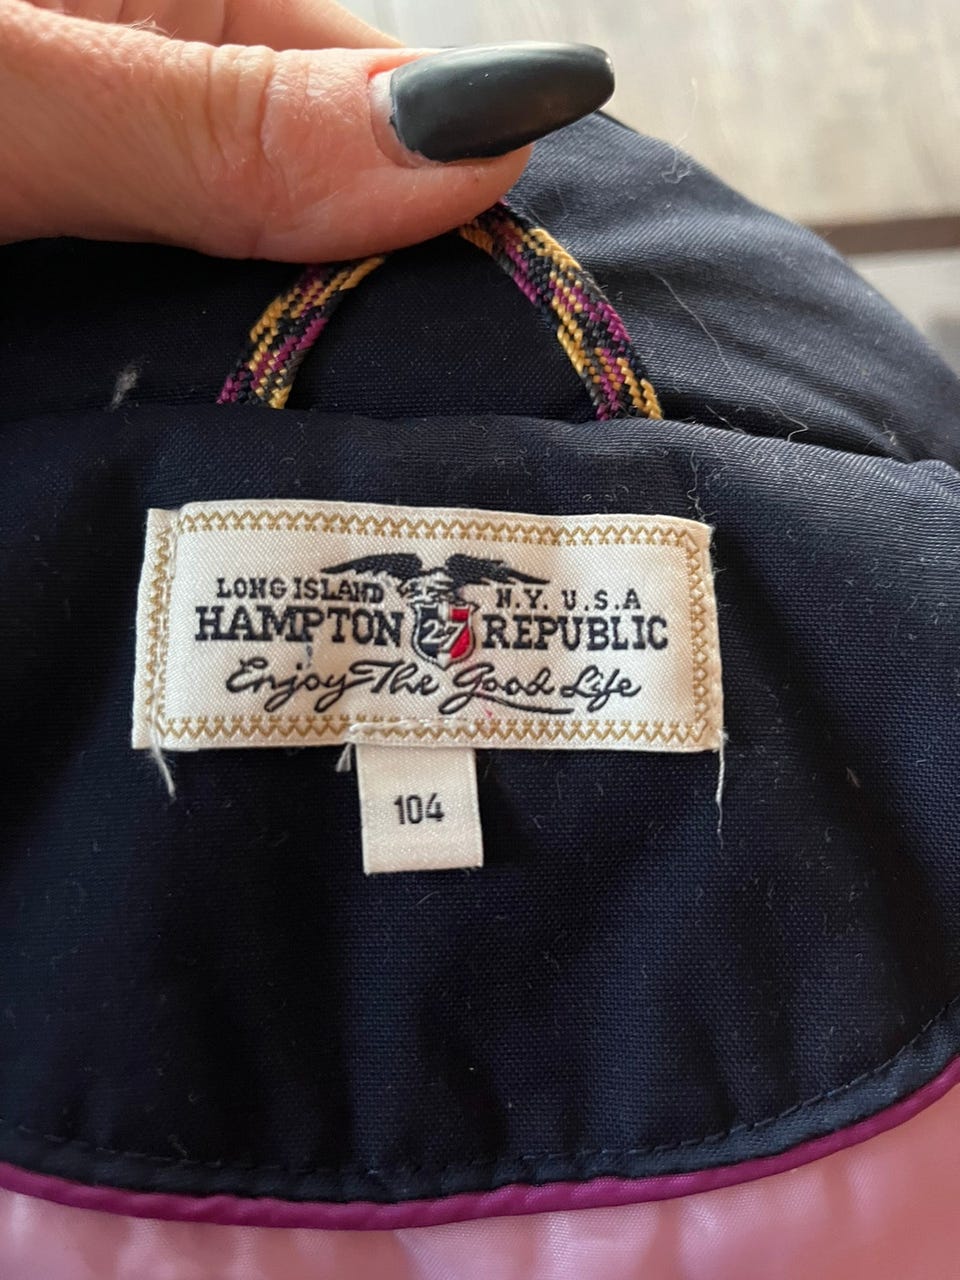 LONG ISLAND N.Y. U.S.A
HAMPTON 27 REPUBLIC
Enjoy The Good Life
104